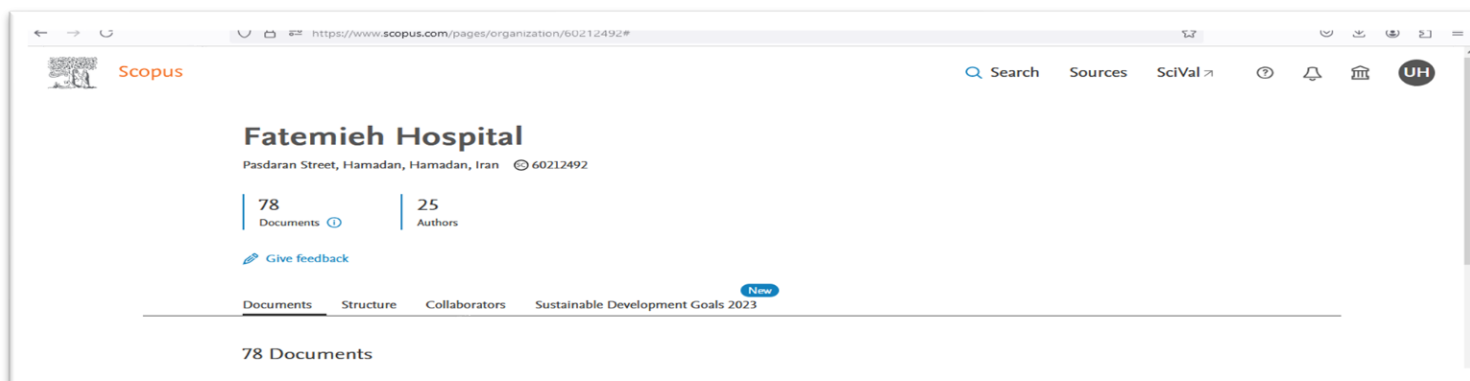 https://www.scopus.com/pages/organization/60212492#
Scopus
Search Sources SciVal UH
Fatemieh Hospital
Pasdaran Street, Hamadan, Hamadan, Iran 60212492
78 25
Documents Authors
Give feedback
New
Documents Structure Collaborators Sustainable Development Goals 2023
78 Documents